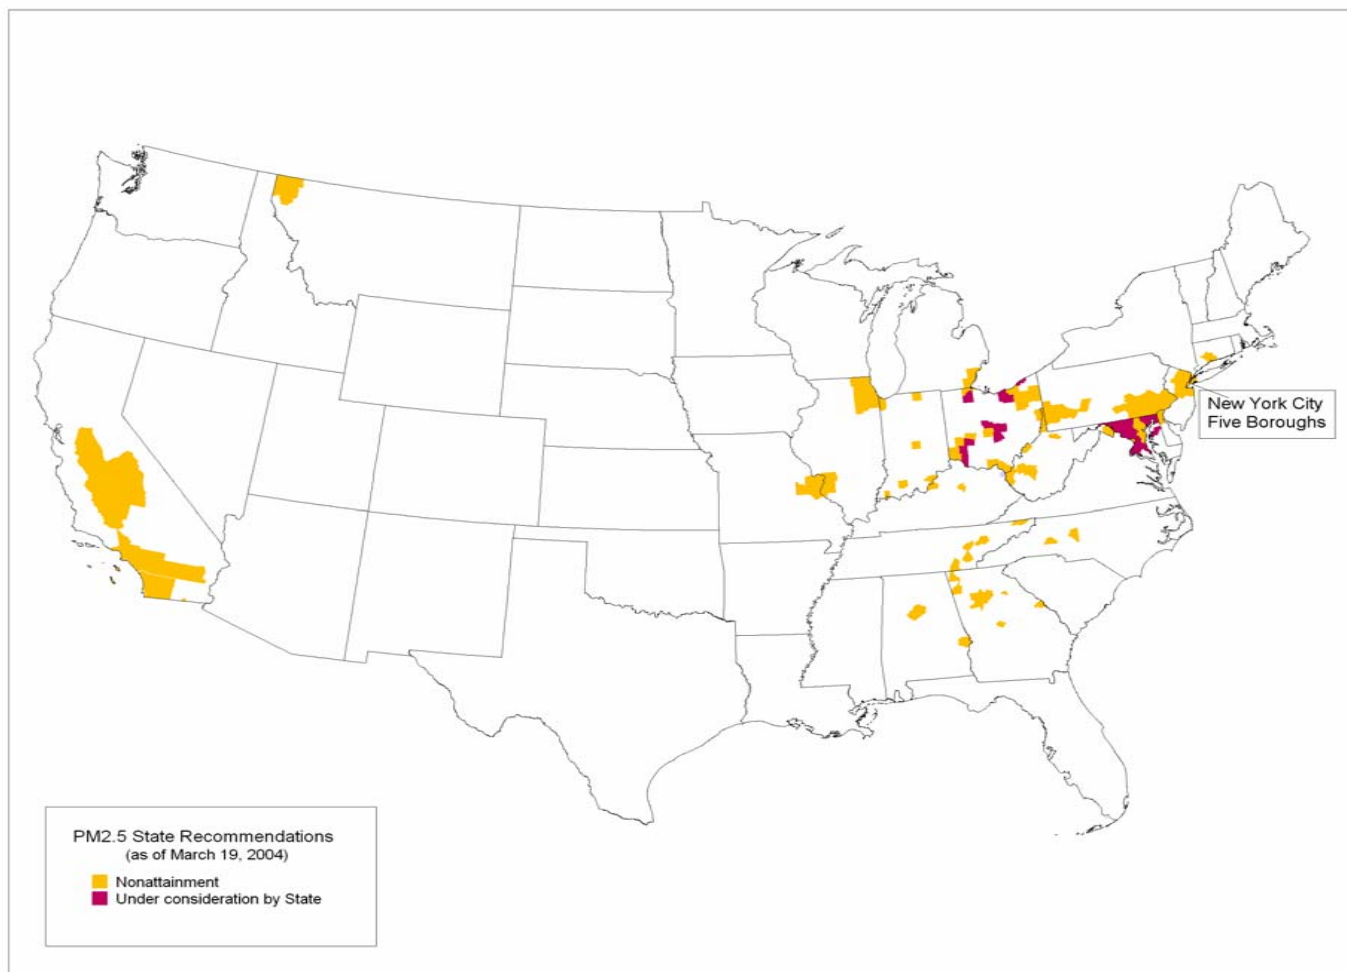 New York City
Five Boroughs
PM2.5 State Recommendations
(as of March 19, 2004)
Nonattainment
Under consideration by State